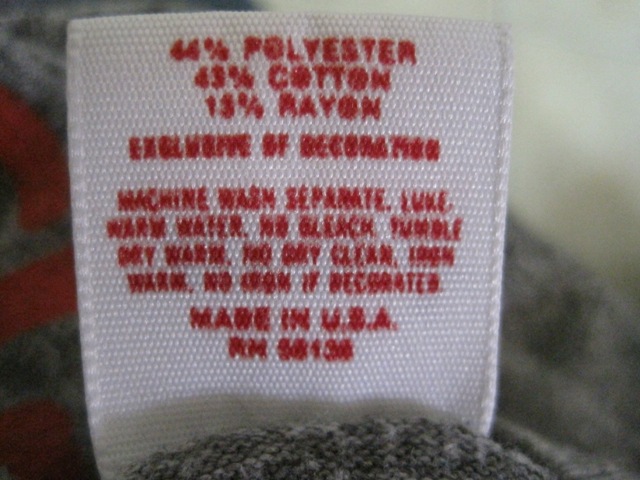 44% POLYESTER
43% COTTON
13% RAYON
EXCLUSIVE OF DECORATION
MACHINE WASH SEPARATE. LUKE.
WARM WATER. NO BLEACH. TUMBLE
DRY WARM. NO DRY CLEAN. IRON
WARM. NO IRON IF DECORATED.
MADE IN U.S.A.
RN